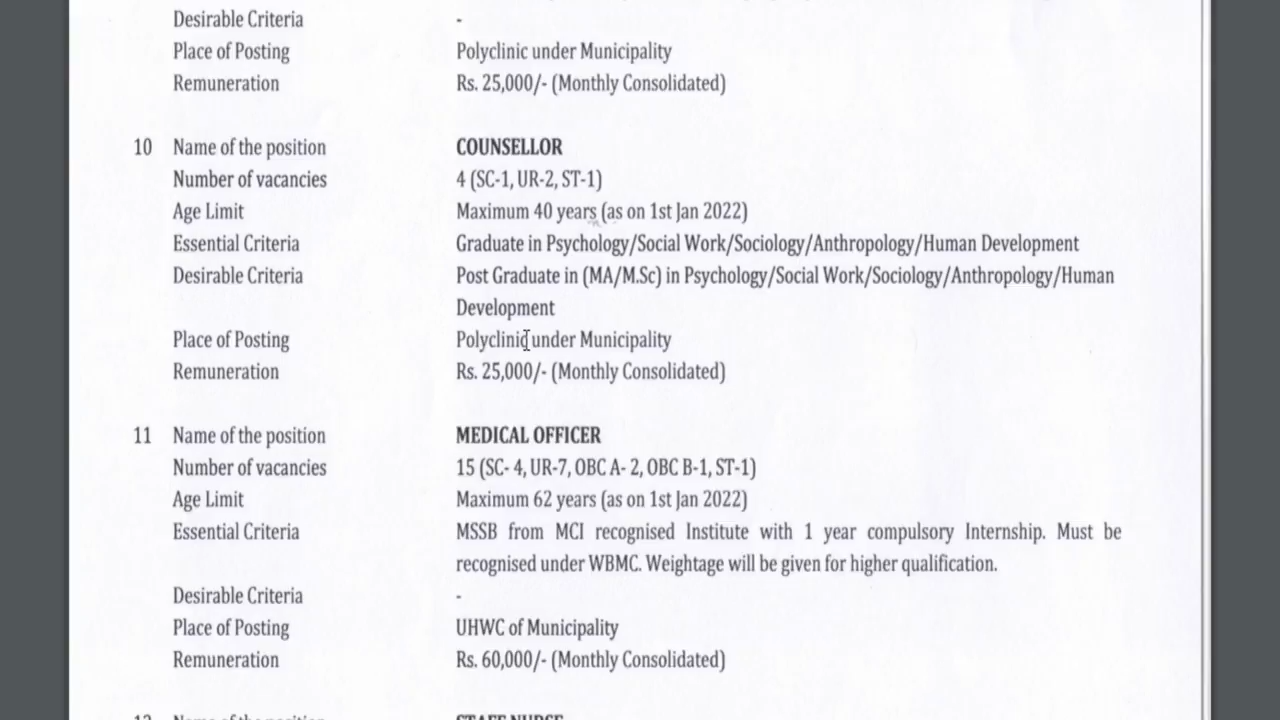 Desirable Criteria -
Place of Posting Polyclinic under Municipality
Remuneration Rs. 25,000/- (Monthly Consolidated)
10 Name of the position COUNSELLOR
Number of vacancies 4 (SC-1, UR-2, ST-1)
Age Limit Maximum 40 years (as on 1st Jan 2022)
Essential Criteria Graduate in Psychology/Social Work/Sociology/Anthropology/Human Development
Desirable Criteria Post Graduate in (MA/M.Sc) in Psychology/Social Work/Sociology/Anthropology/Human
Development
Place of Posting Polyclinic under Municipality
Remuneration Rs. 25,000/- (Monthly Consolidated)
11 Name of the position MEDICAL OFFICER
Number of vacancies 15 (SC- 4, UR-7, OBC A- 2, OBC B-1, ST-1)
Age Limit Maximum 62 years (as on 1st Jan 2022)
Essential Criteria MSSB from MCI recognised Institute with 1 year compulsory Internship. Must be
recognised under WBMC. Weightage will be given for higher qualification.
Desirable Criteria -
Place of Posting UHWC of Municipality
Remuneration Rs. 60,000/- (Monthly Consolidated)
12 Name of the position STAFF NURSE